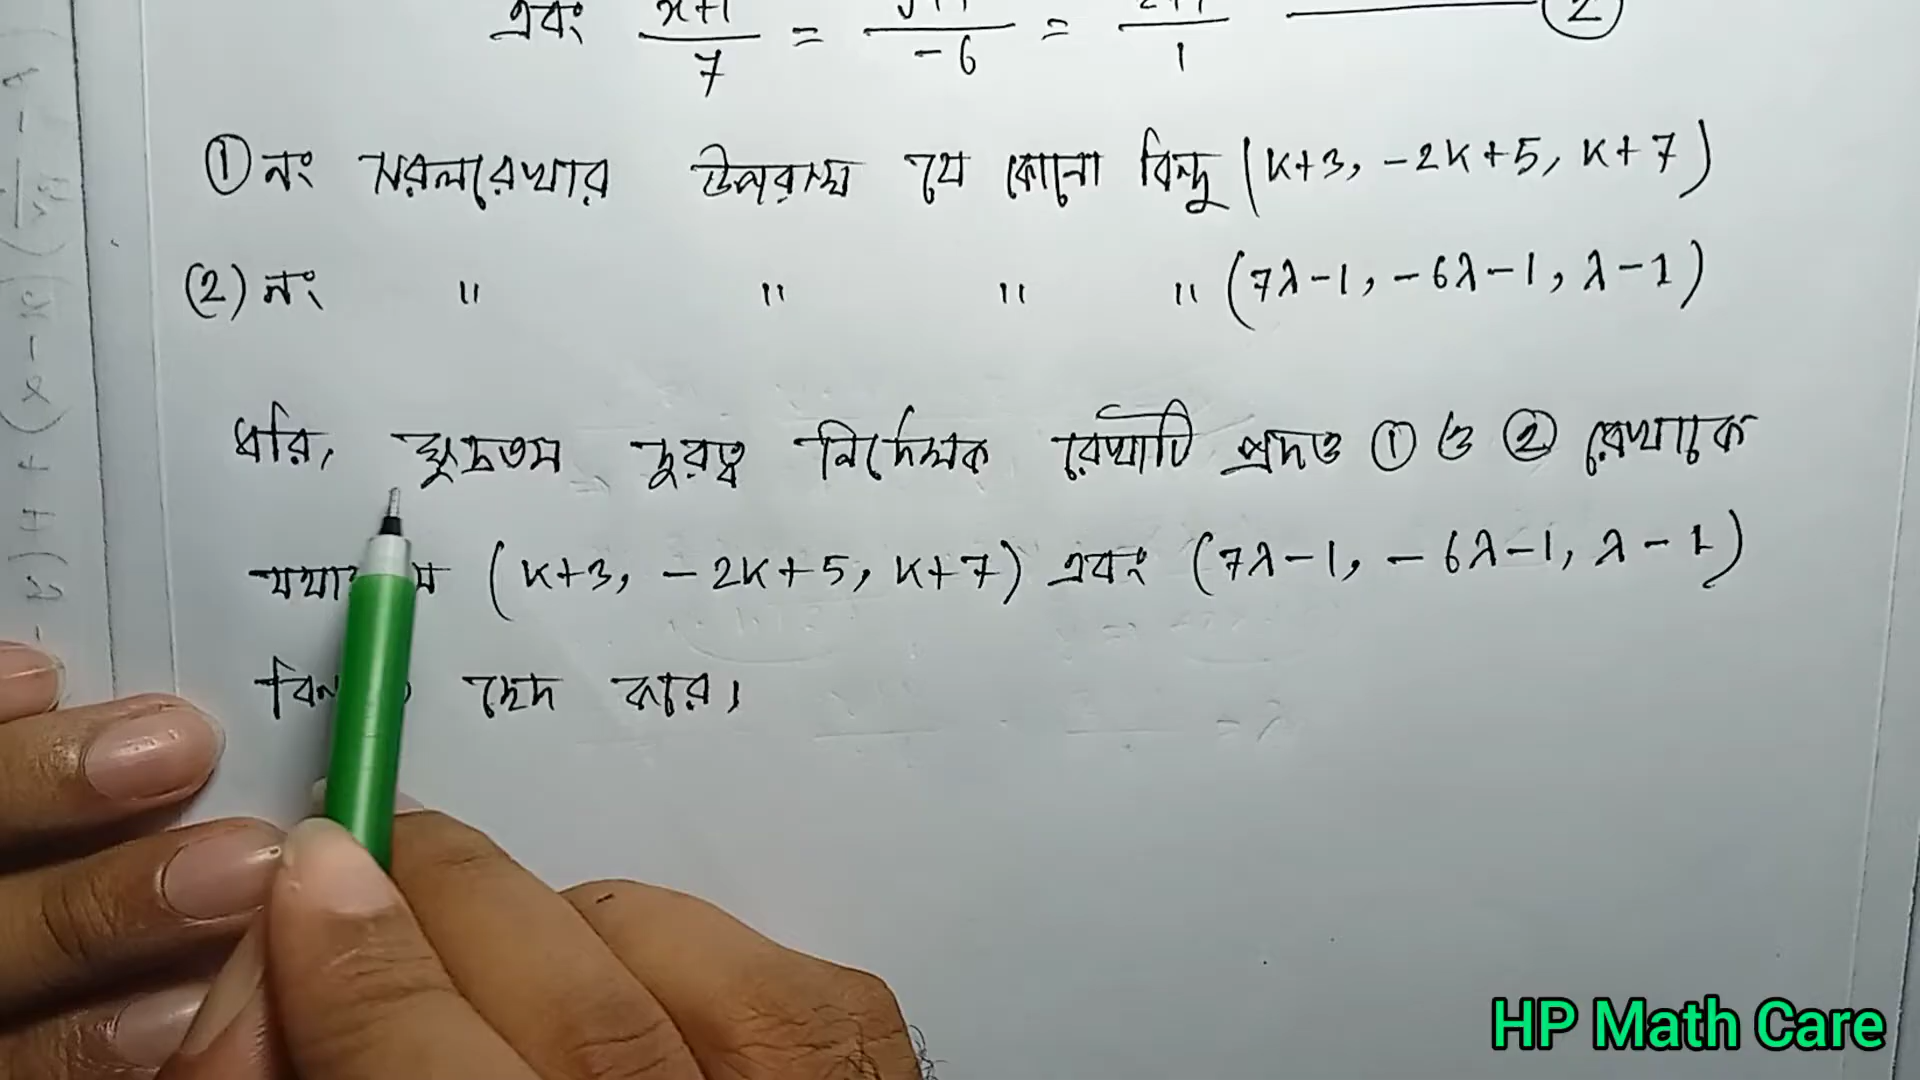 এবং x+1/7 = y+1/-6 = z+1/1 ——— (2)
① নং সরলরেখার উপরস্থ যে কোনো বিন্দু (k+3, -2k+5, k+7)
(2) নং " " " " (7λ-1, -6λ-1, λ-1)
ধরি, ক্ষুদ্রতম দুরত্ব নির্দেশক রেখাটি প্রদত্ত ① ও ② রেখাকে
(k+3, -2k+5, k+7) এবং (7λ-1, -6λ-1, λ-1)
ছেদ করে।
HP Math Care